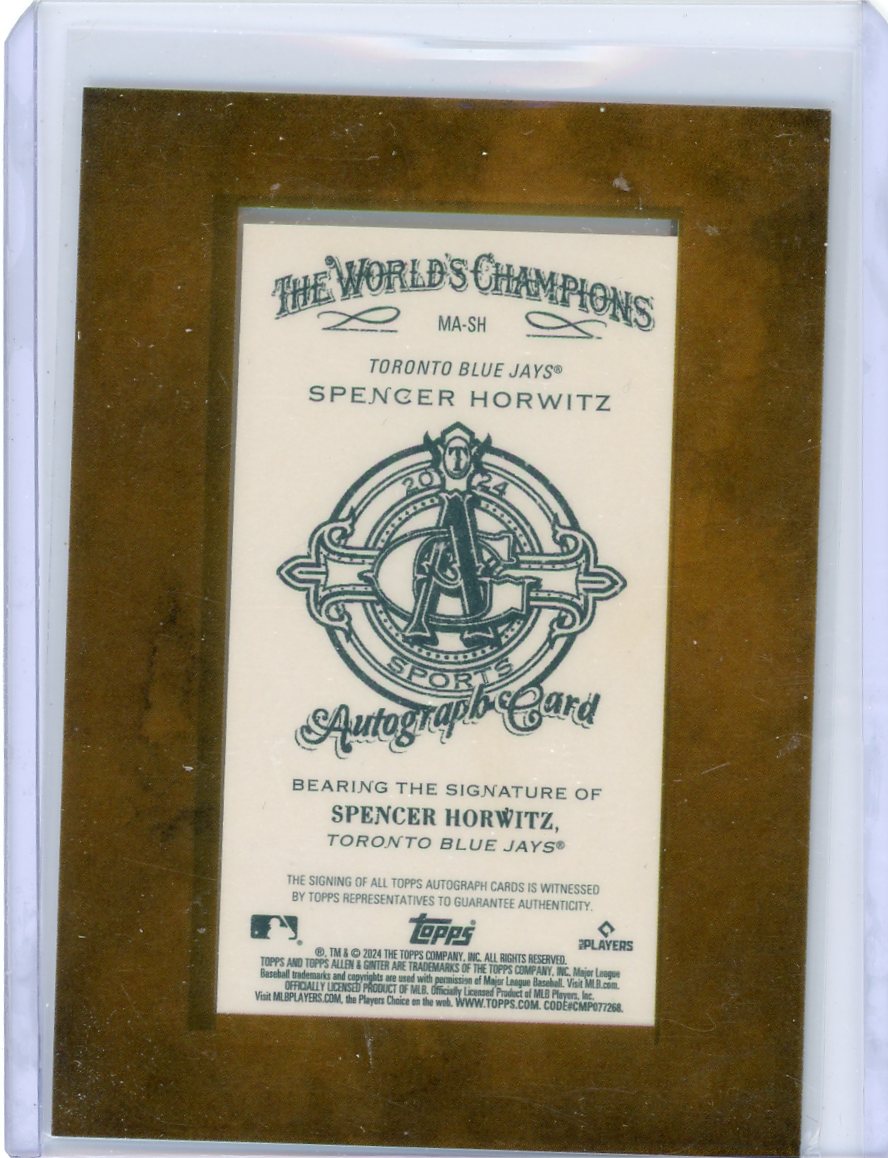 THE WORLD'S CHAMPIONS
MA-SH
TORONTO BLUE JAYS®
SPENCER HORWITZ
T
20 24
A&G
SPORTS
Autograph Card
BEARING THE SIGNATURE OF
SPENCER HORWITZ,
TORONTO BLUE JAYS®
THE SIGNING OF ALL TOPPS AUTOGRAPH CARDS IS WITNESSED
BY TOPPS REPRESENTATIVES TO GUARANTEE AUTHENTICITY.
topps® PLAYERS
®, TM & © 2024 THE TOPPS COMPANY, INC. ALL RIGHTS RESERVED.
TOPPS AND TOPPS ALLEN & GINTER ARE TRADEMARKS OF THE TOPPS COMPANY, INC. Major League
Baseball trademarks and copyrights are used with permission of Major League Baseball. Visit MLB.com.
OFFICIALLY LICENSED PRODUCT OF MLB. Officially Licensed Product of MLB Players, Inc.
Visit MLBPLAYERS.COM, the Players Choice on the web. WWW.TOPPS.COM. CODE#CMP077268.